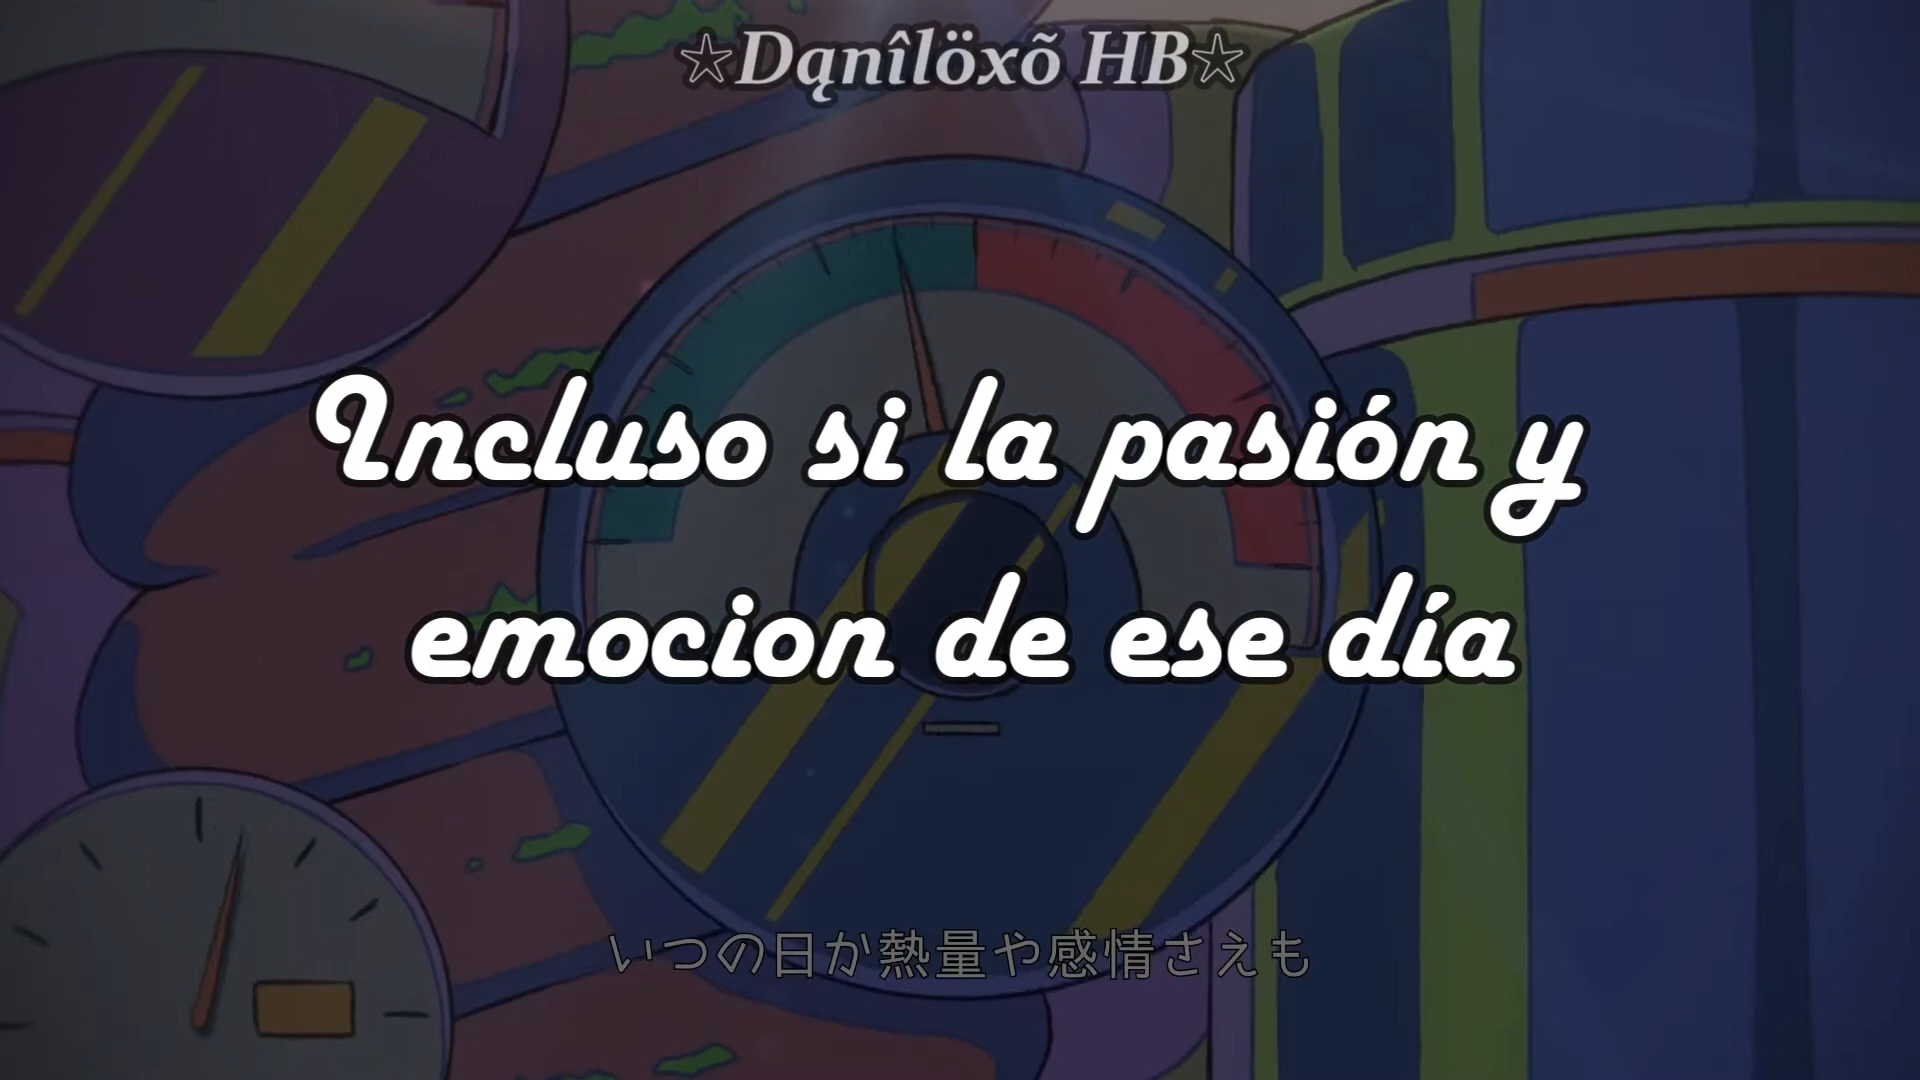 ☆Dąnîlöxõ HB☆
Incluso si la pasión y
emocion de ese día
いつの日か熱量や感情さえも